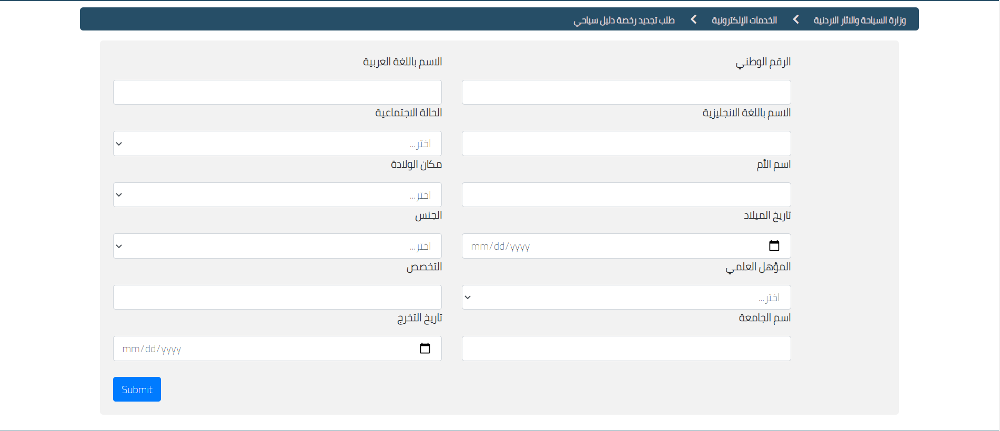 وزارة السياحة والاثار الاردنية
الخدمات الإلكترونية
طلب تجديد رخصة دليل سياحي
الرقم الوطني
الاسم باللغة العربية
الاسم باللغة الانجليزية
الحالة الاجتماعية
اختر...
اسم الأم
مكان الولادة
اختر...
تاريخ الميلاد
الجنس
mm/dd/yyyy
اختر...
المؤهل العلمي
التخصص
اختر...
اسم الجامعة
تاريخ التخرج
mm/dd/yyyy
Submit